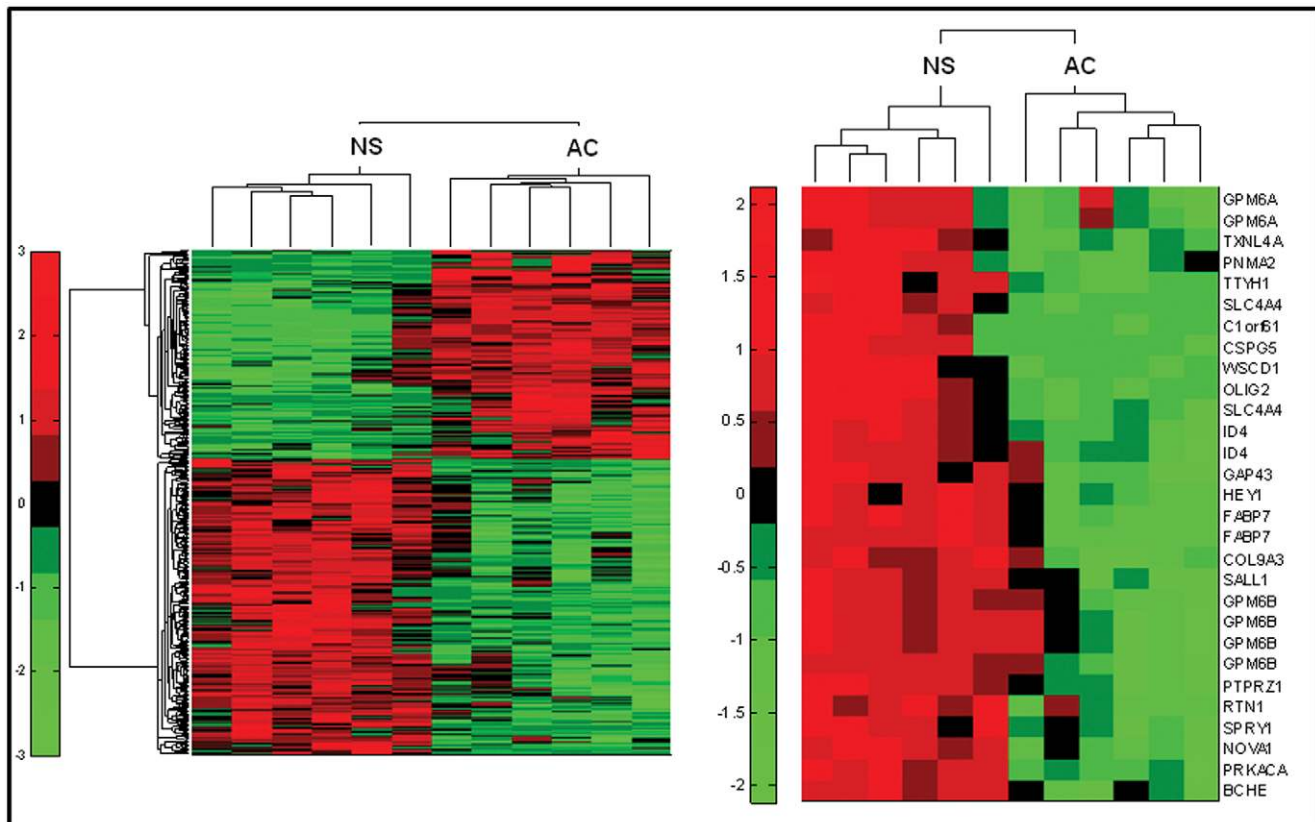 NS AC
3
2
1
0
-1
-2
-3
NS AC
2
1.5
1
0.5
0
-0.5
-1
-1.5
-2
GPM6A
GPM6A
TXNL4A
PNMA2
TTYH1
SLC4A4
C1orf61
CSPG5
WSCD1
OLIG2
SLC4A4
ID4
ID4
GAP43
HEY1
FABP7
FABP7
COL9A3
SALL1
GPM6B
GPM6B
GPM6B
GPM6B
PTPRZ1
RTN1
SPRY1
NOVA1
PRKACA
BCHE